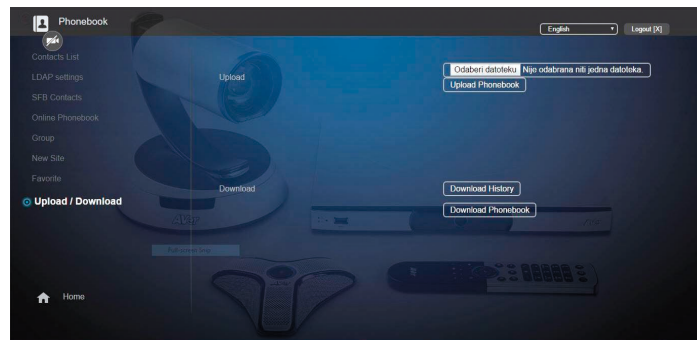 Phonebook
English
Logout [X]
Contacts List
LDAP settings
SFB Contacts
Online Phonebook
Group
New Site
Favorite
Upload / Download
Home
Upload
Odaberi datoteku Nije odabrana niti jedna datoteka.
Upload Phonebook
Download
Download History
Download Phonebook
AVer